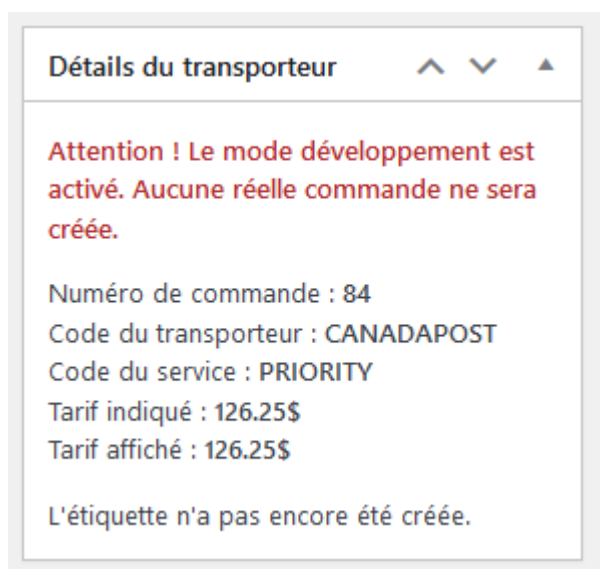 Détails du transporteur
Attention ! Le mode développement est
activé. Aucune réelle commande ne sera
créée.
Numéro de commande : 84
Code du transporteur : CANADAPOST
Code du service : PRIORITY
Tarif indiqué : 126.25$
Tarif affiché : 126.25$
L'étiquette n'a pas encore été créée.